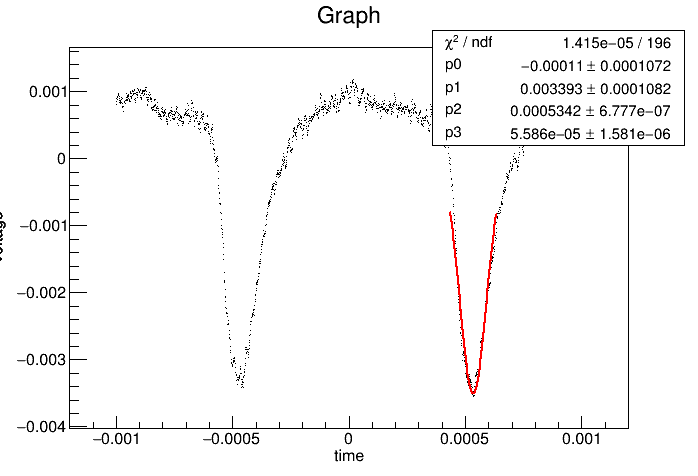 Graph
χ² / ndf 1.415e−05 / 196
p0 −0.00011 ± 0.0001072
p1 0.003393 ± 0.0001082
p2 0.0005342 ± 6.777e−07
p3 5.586e−05 ± 1.581e−06
0.001
0
−0.001
−0.002
−0.003
−0.004
−0.001 −0.0005 0 0.0005 0.001
time